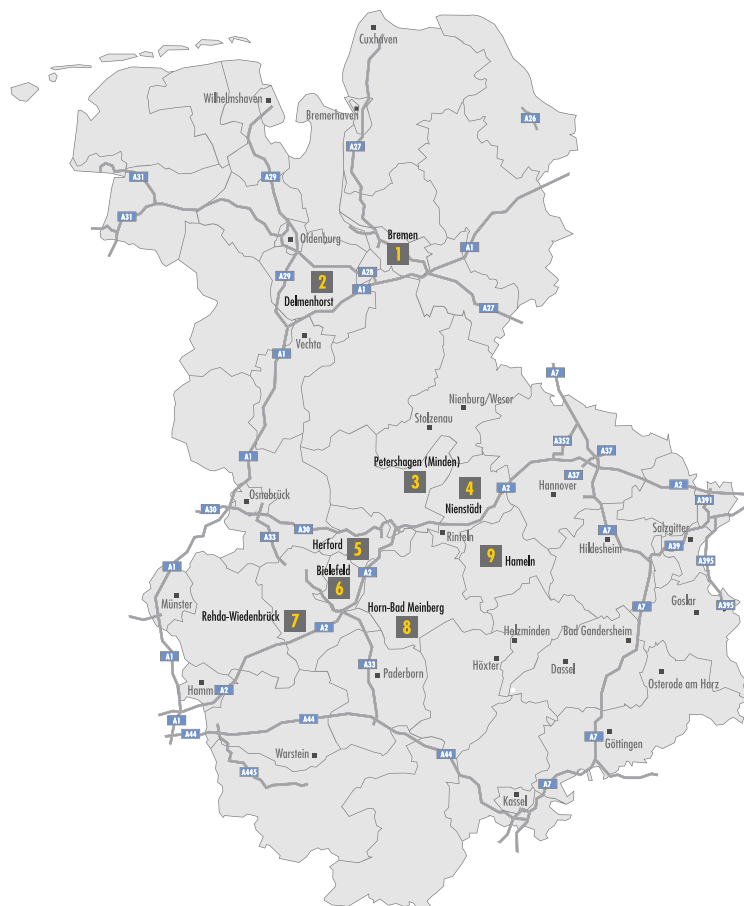 Cuxhaven
Wilhelmshaven
Bremerhaven
A26
A27
A31
A29
A31
Bremen
Oldenburg
1
A1
A29
2
A28
Delmenhorst
A1
A27
Vechta
A1
A7
Nienburg/Weser
Stolzenau
A352
A37
A1
Petershagen (Minden)
A37
3
4
A2
Hannover
A2
Osnabrück
A391
Nienstädt
A30
A30
A33
Rinteln
A7
Salzgitter
Herford
5
9
Hameln
Hildesheim
A39
A395
Bielefeld
A2
A1
6
Münster
Rehda-Wiedenbrück
7
A2
Horn-Bad Meinberg
8
A7
Goslar
A395
Holzminden
Bad Gandersheim
A1
A33
Höxter
Dassel
Paderborn
Osterode am Harz
Hamm
A2
A1
A44
A44
A7
Göttingen
Warstein
A44
A445
A7
Kassel